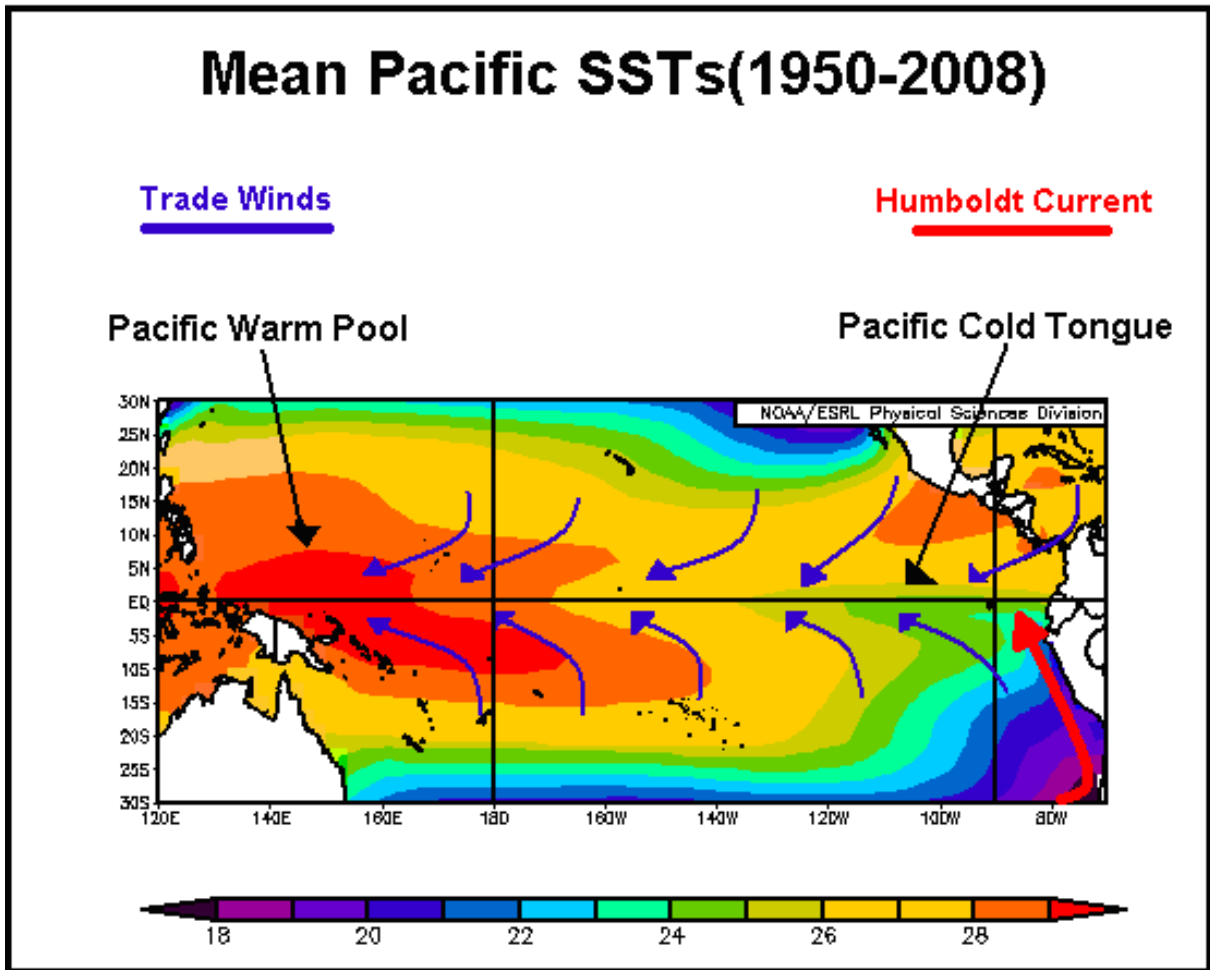 Mean Pacific SSTs(1950-2008)
Trade Winds
Humboldt Current
Pacific Warm Pool
Pacific Cold Tongue
NOAA/ESRL Physical Sciences Division
30N
25N
20N
15N
10N
5N
EQ
5S
10S
15S
20S
25S
30S
120E 140E 160E 180 160W 140W 120W 100W 80W
18 20 22 24 26 28